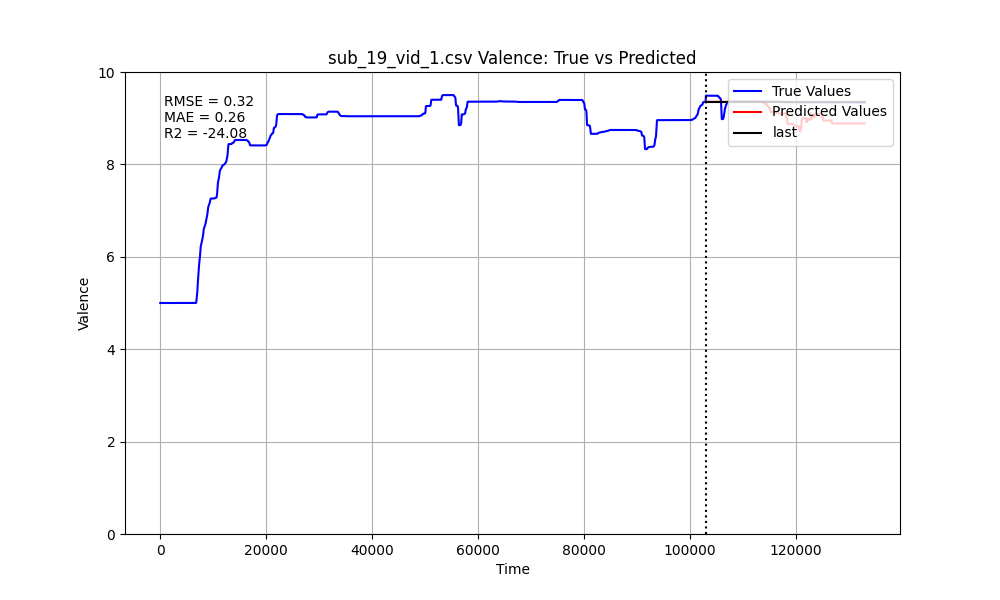 sub_19_vid_1.csv Valence: True vs Predicted
RMSE = 0.32
MAE = 0.26
R2 = -24.08
True Values
Predicted Values
last
10
8
6
4
2
0
Valence
0 20000 40000 60000 80000 100000 120000
Time